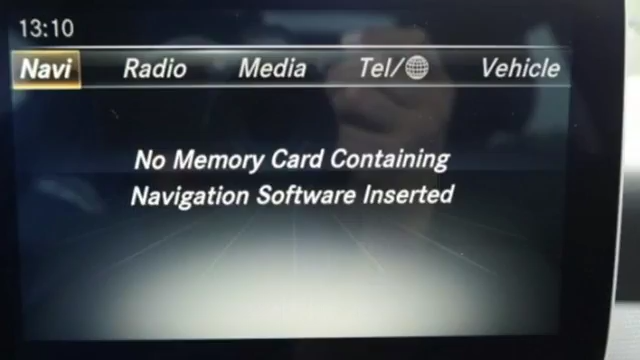 13:10
Navi Radio Media Tel/ Vehicle
No Memory Card Containing
Navigation Software Inserted